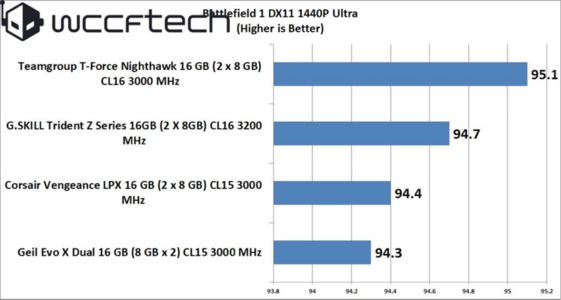 wccftech
Battlefield 1 DX11 1440P Ultra
(Higher is Better)
Teamgroup T-Force Nighthawk 16 GB (2 x 8 GB)
CL16 3000 MHz
95.1
G.SKILL Trident Z Series 16GB (2 X 8GB) CL16 3200
MHz
94.7
Corsair Vengeance LPX 16 GB (2 x 8 GB) CL15 3000
MHz
94.4
Geil Evo X Dual 16 GB (8 GB x 2) CL15 3000 MHz
94.3
93.8 94 94.2 94.4 94.6 94.8 95 95.2